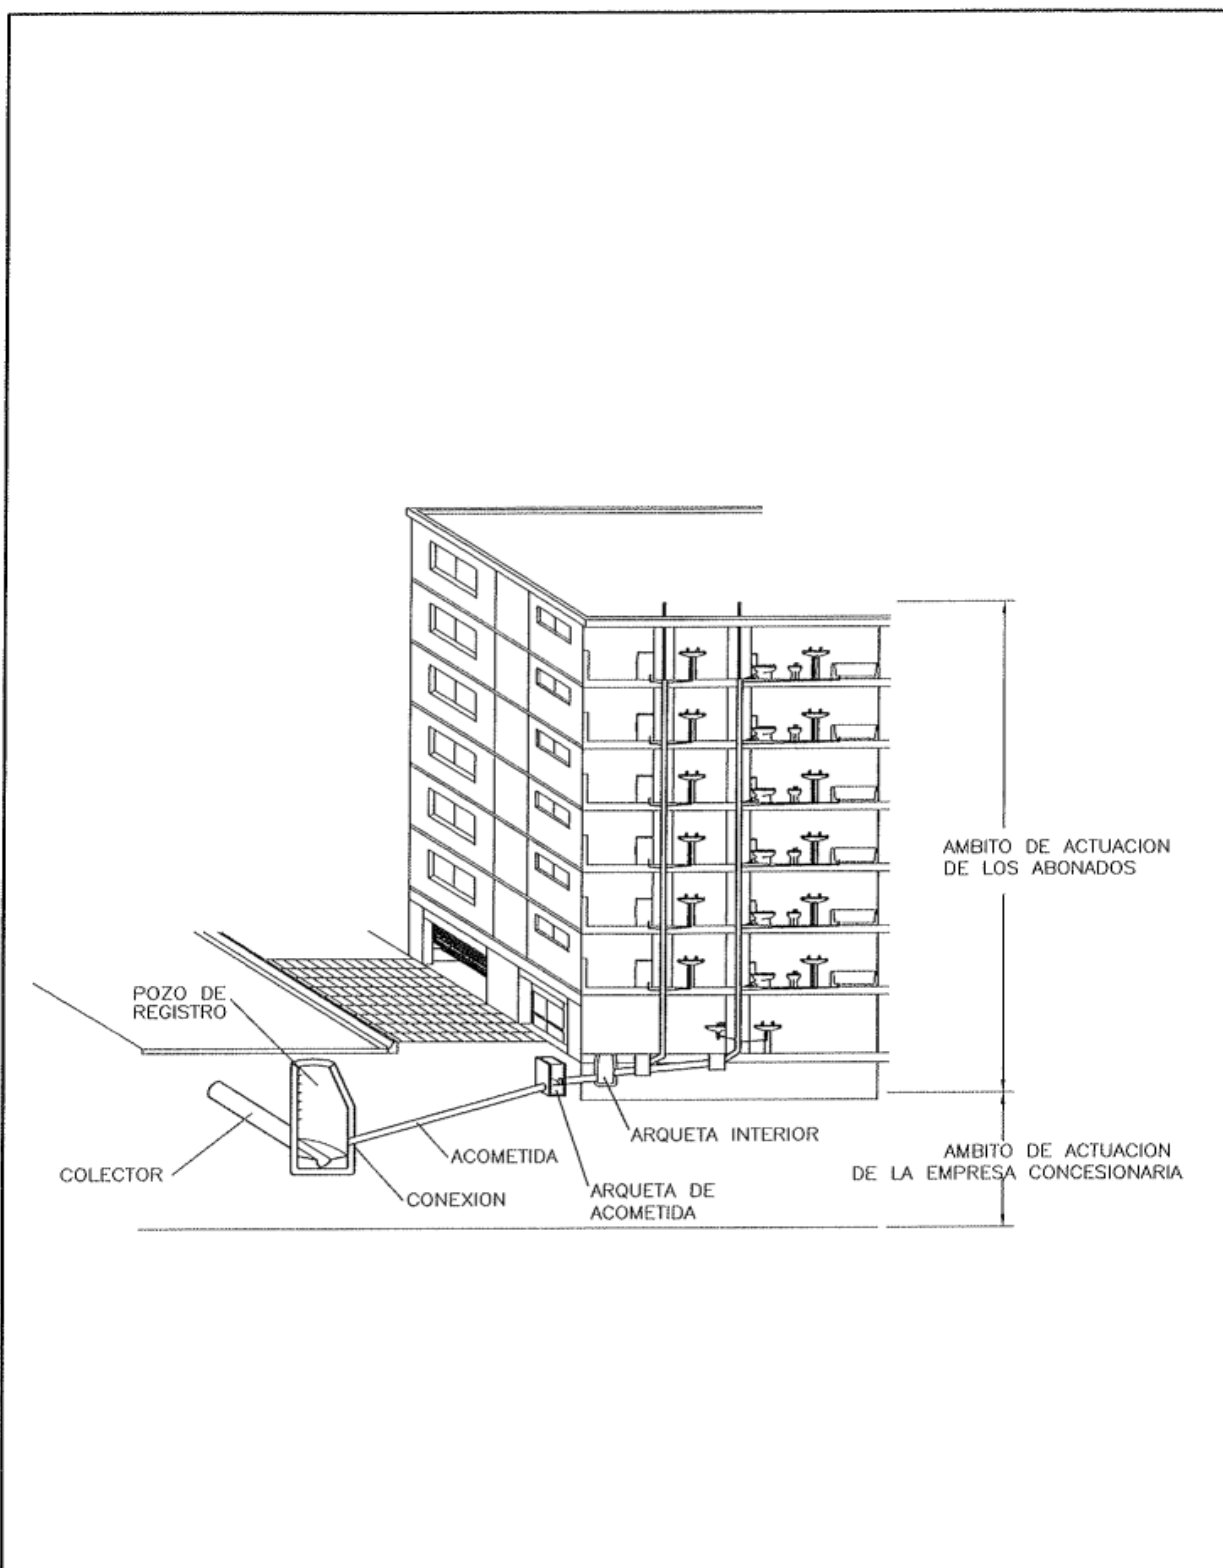 AMBITO DE ACTUACION
DE LOS ABONADOS
POZO DE
REGISTRO
ARQUETA INTERIOR
ACOMETIDA
COLECTOR
CONEXION
ARQUETA DE
ACOMETIDA
AMBITO DE ACTUACION
DE LA EMPRESA CONCESIONARIA